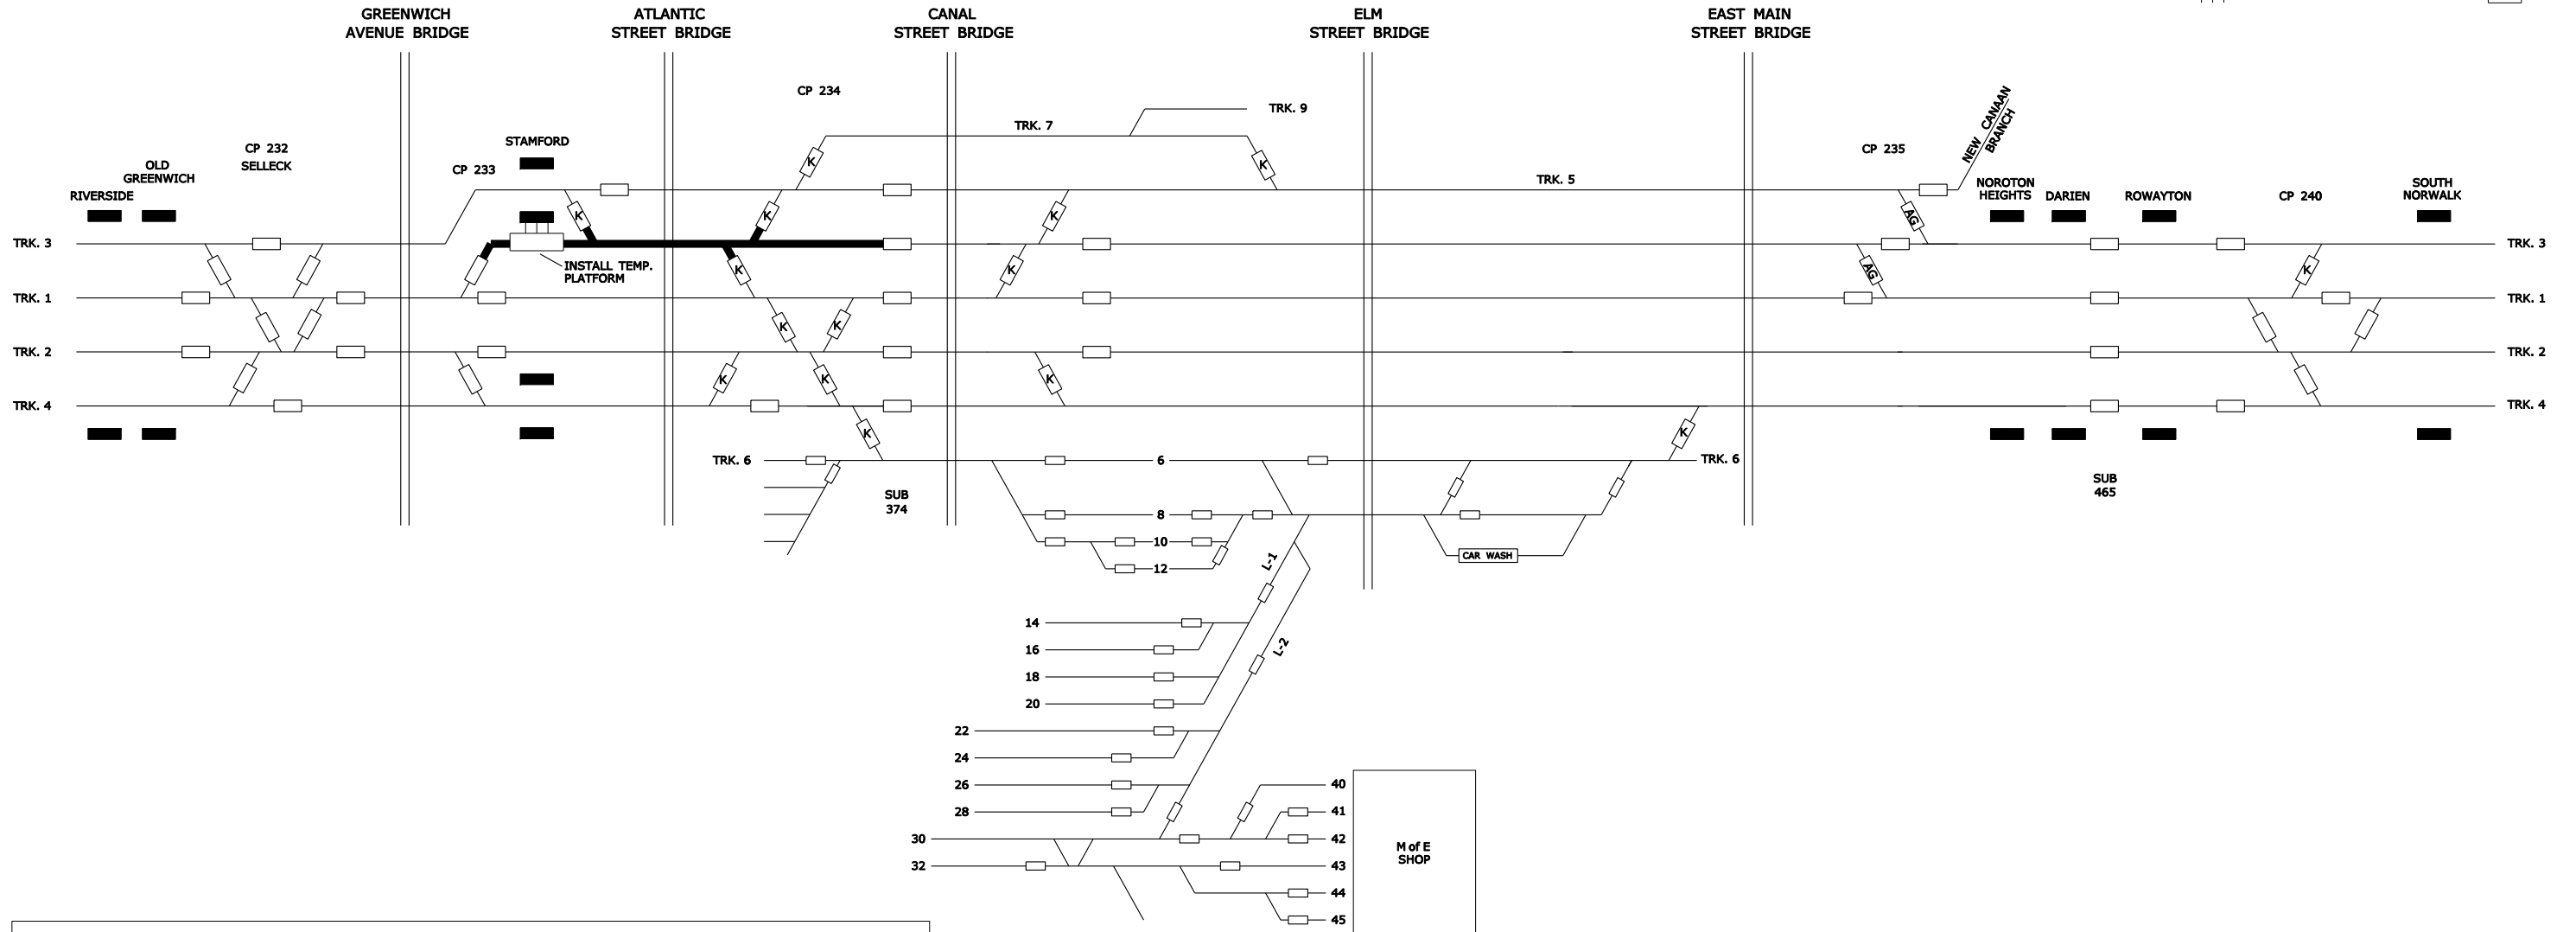 GREENWICH
AVENUE BRIDGE
ATLANTIC
STREET BRIDGE
CANAL
STREET BRIDGE
ELM
STREET BRIDGE
EAST MAIN
STREET BRIDGE
CP 234
TRK. 9
TRK. 7
NEW CANAAN
BRANCH
STAMFORD
CP 232
SELLECK
CP 233
CP 235
OLD
GREENWICH
RIVERSIDE
K
K
TRK. 5
NOROTON
HEIGHTS
DARIEN
ROWAYTON
CP 240
SOUTH
NORWALK
K
K
K
AG
TRK. 3
TRK. 3
INSTALL TEMP.
PLATFORM
K
K
AG
K
TRK. 1
TRK. 1
K
K
TRK. 2
TRK. 2
K
K
K
TRK. 4
TRK. 4
K
K
TRK. 6
6
TRK. 6
SUB
374
SUB
465
8
10
CAR WASH
12
L-1
14
16
L-2
18
20
22
24
26
40
28
41
30
42
M of E
SHOP
32
43
44
45